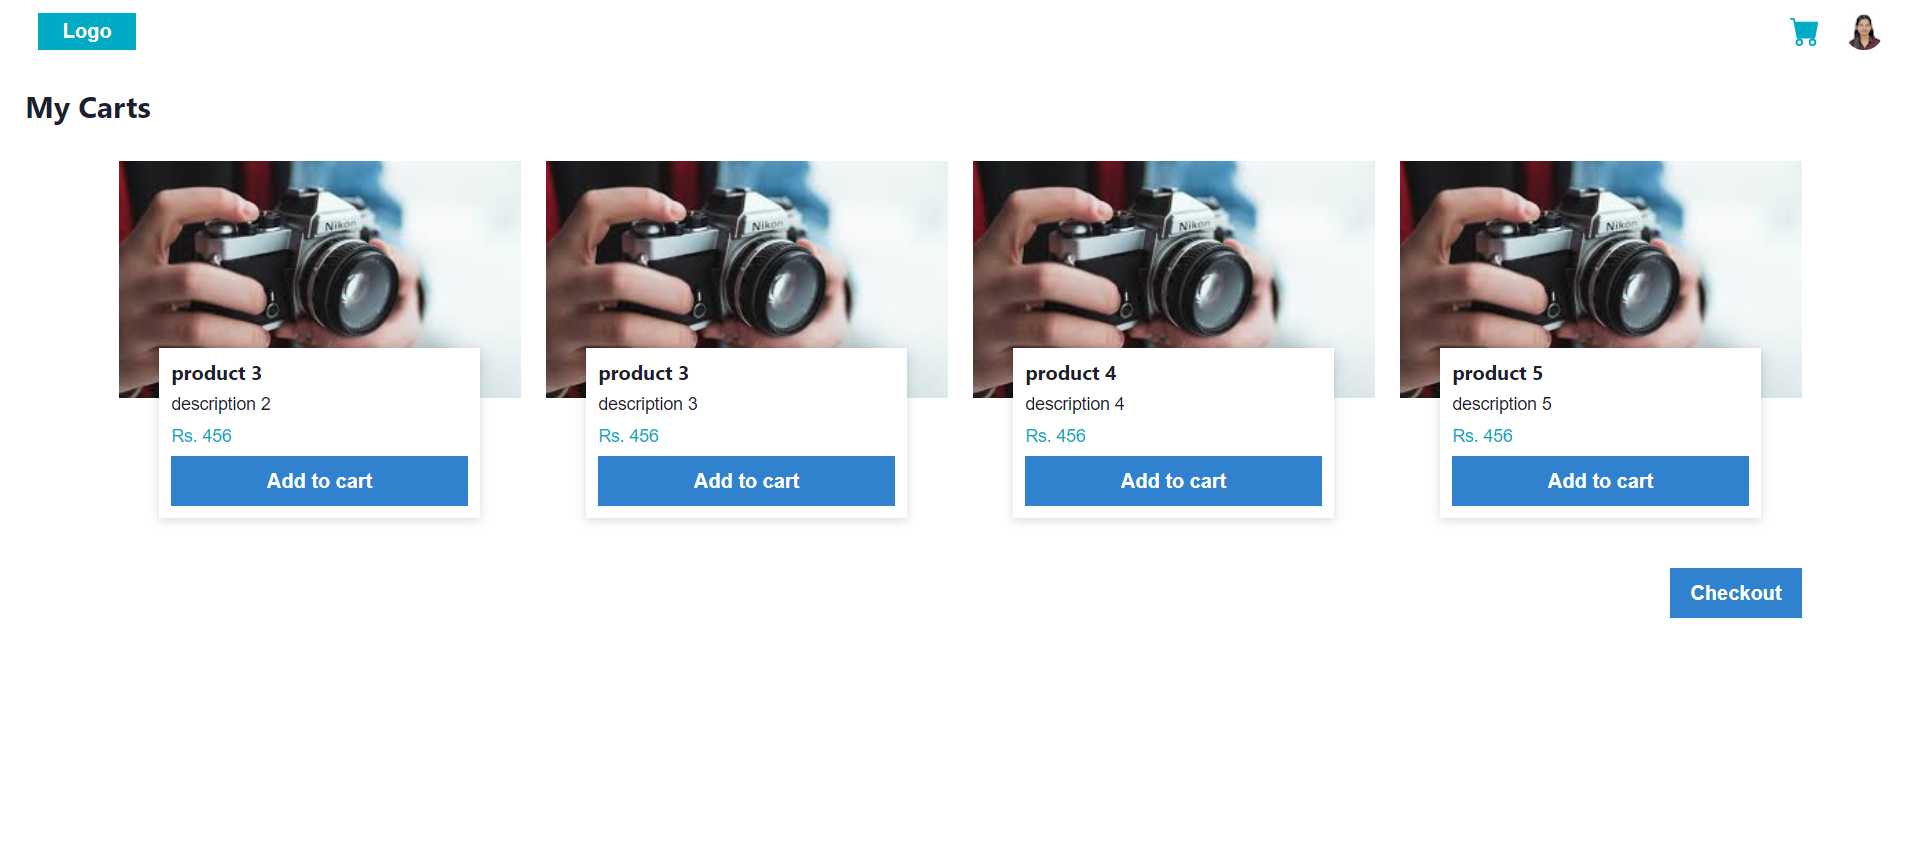 Logo
My Carts
Nikon
Nikon
Nikon
Nikon
product 3
description 2
Rs. 456
Add to cart
product 3
description 3
Rs. 456
Add to cart
product 4
description 4
Rs. 456
Add to cart
product 5
description 5
Rs. 456
Add to cart
Checkout